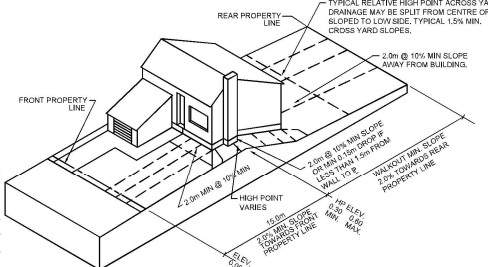 TYPICAL RELATIVE HIGH POINT ACROSS YA
DRAINAGE MAY BE SPLIT FROM CENTRE OR
SLOPED TO LOW SIDE. TYPICAL 1.5% MIN.
CROSS YARD SLOPES.
REAR PROPERTY
LINE
2.0m @ 10% MIN SLOPE
AWAY FROM BUILDING.
FRONT PROPERTY
LINE
2.0m MIN @ 10% MIN
HIGH POINT
VARIES
2.0m @ 10% MIN SLOPE
OR MIN 0.15m DROP IF
LESS THAN 1.5m FROM
WALL TO
WALKOUT MIN. SLOPE
2.0% TOWARDS REAR
PROPERTY LINE
HP ELEV.
0.30 0.60
MIN. MAX.
15.0m
2.0% MIN. SLOPE
TOWARDS FRONT
PROPERTY LINE
ELEV.